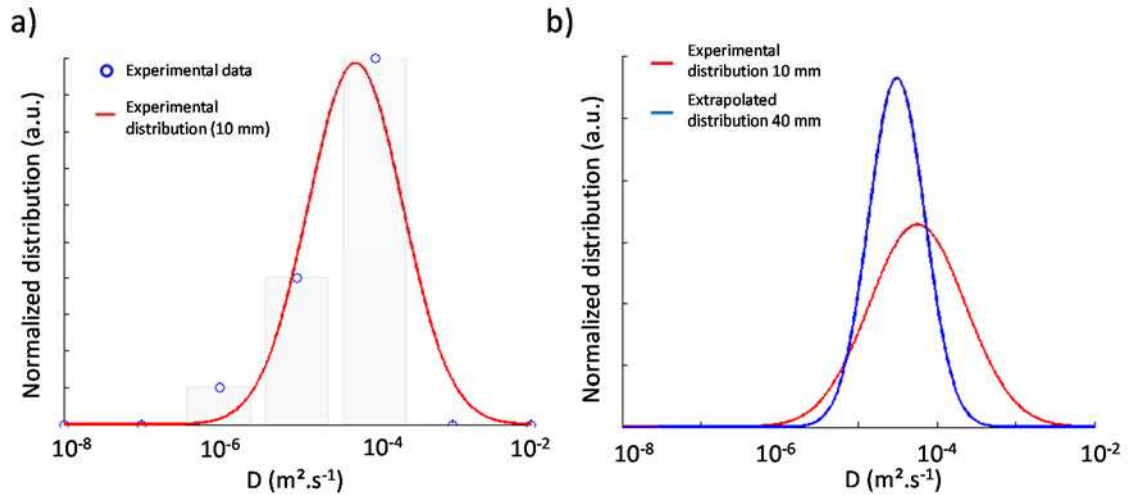 a)
Normalized distribution (a.u.)
Experimental data
Experimental
distribution (10 mm)
10⁻⁸
10⁻⁶
10⁻⁴
10⁻²
D (m².s⁻¹)
b)
Normalized distribution (a.u.)
Experimental
distribution 10 mm
Extrapolated
distribution 40 mm
10⁻⁸
10⁻⁶
10⁻⁴
10⁻²
D (m².s⁻¹)